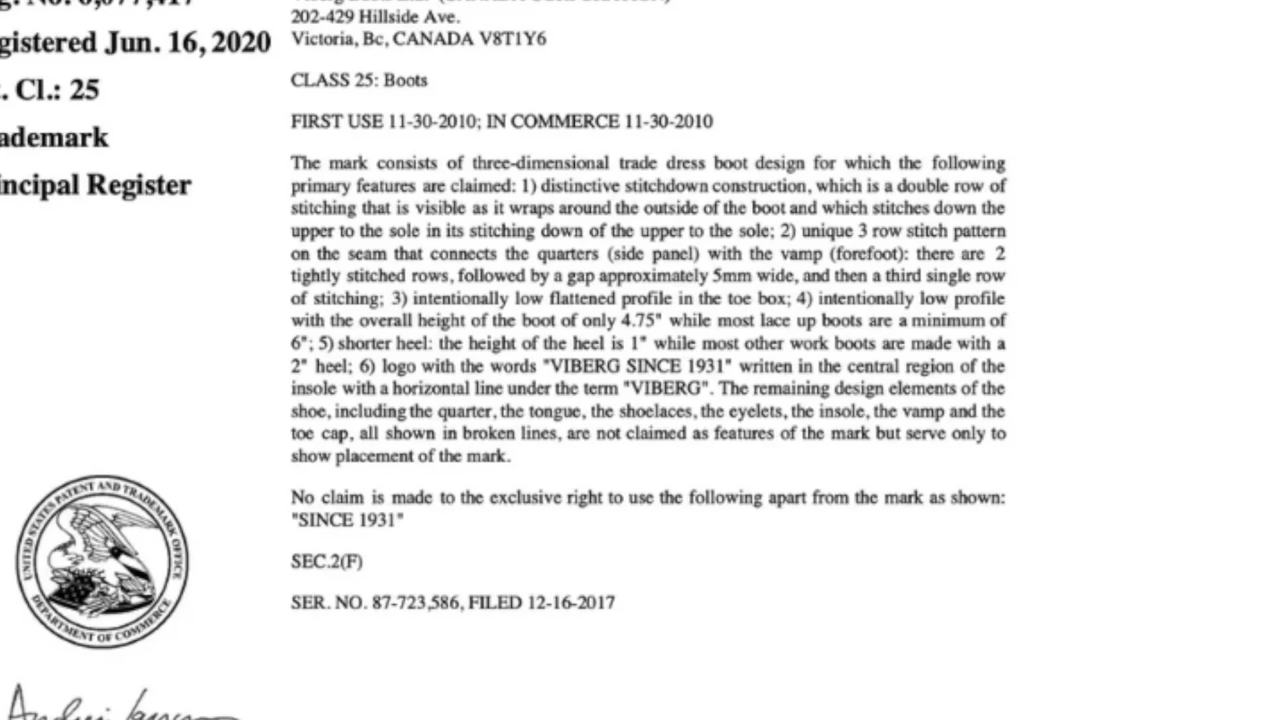 gistered Jun. 16, 2020
. Cl.: 25
ademark
incipal Register
202-429 Hillside Ave.
Victoria, Bc, CANADA V8T1Y6
CLASS 25: Boots
FIRST USE 11-30-2010; IN COMMERCE 11-30-2010
The mark consists of three-dimensional trade dress boot design for which the following
primary features are claimed: 1) distinctive stitchdown construction, which is a double row of
stitching that is visible as it wraps around the outside of the boot and which stitches down the
upper to the sole in its stitching down of the upper to the sole; 2) unique 3 row stitch pattern
on the seam that connects the quarters (side panel) with the vamp (forefoot): there are 2
tightly stitched rows, followed by a gap approximately 5mm wide, and then a third single row
of stitching; 3) intentionally low flattened profile in the toe box; 4) intentionally low profile
with the overall height of the boot of only 4.75" while most lace up boots are a minimum of
6"; 5) shorter heel: the height of the heel is 1" while most other work boots are made with a
2" heel; 6) logo with the words "VIBERG SINCE 1931" written in the central region of the
insole with a horizontal line under the term "VIBERG". The remaining design elements of the
shoe, including the quarter, the tongue, the shoelaces, the eyelets, the insole, the vamp and the
toe cap, all shown in broken lines, are not claimed as features of the mark but serve only to
show placement of the mark.
No claim is made to the exclusive right to use the following apart from the mark as shown:
"SINCE 1931"
SEC.2(F)
SER. NO. 87-723,586, FILED 12-16-2017
UNITED STATES PATENT AND TRADEMARK OFFICE
DEPARTMENT OF COMMERCE